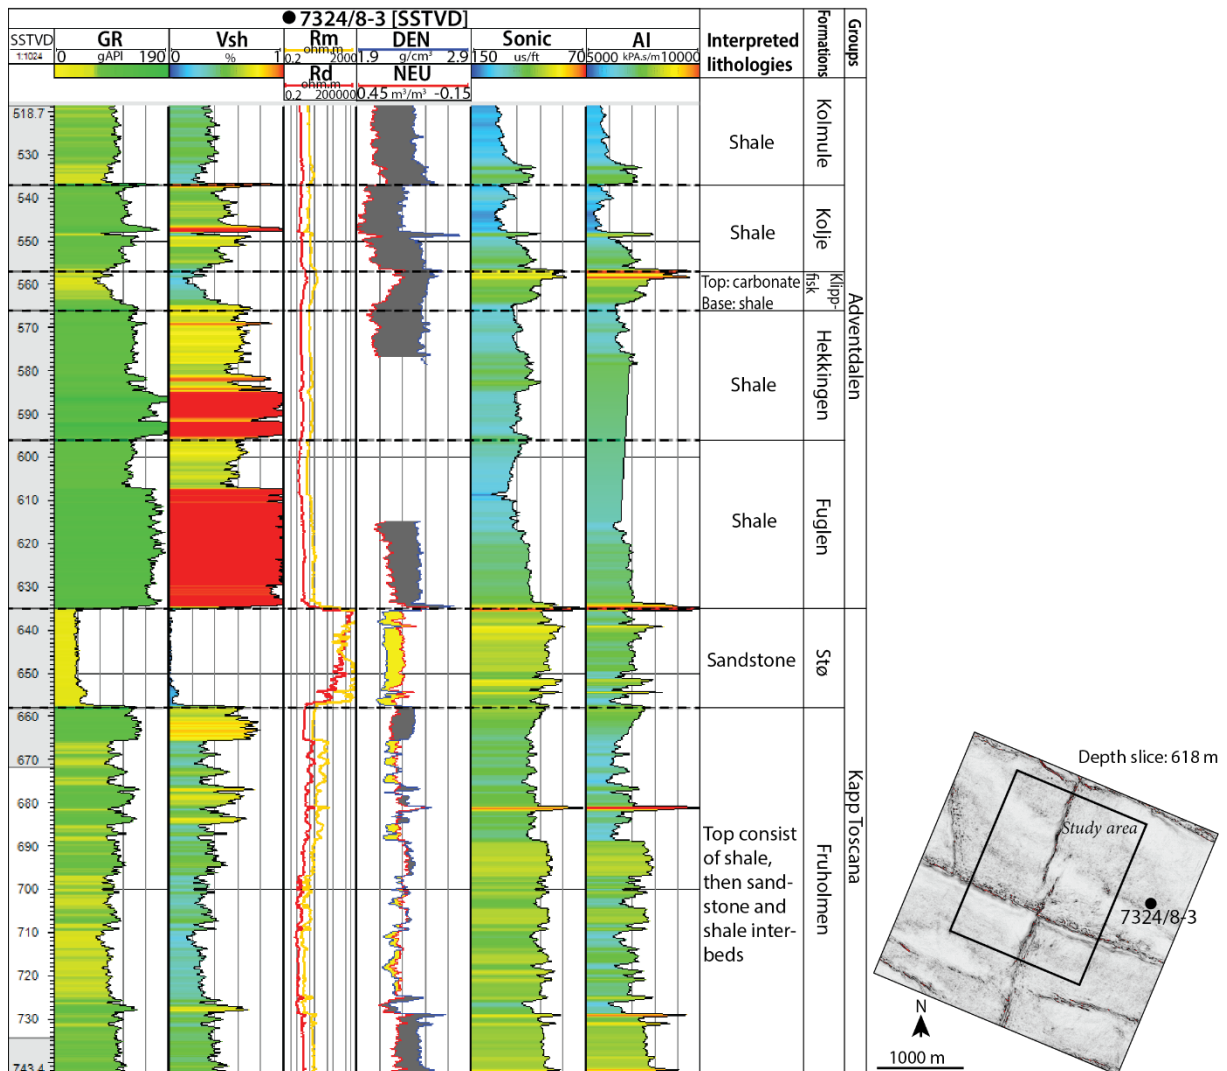 7324/8-3 [SSTVD]
SSTVD GR Vsh Rm DEN Sonic AI
1:1024 0 gAPI 190 0 % 1 0.2 ohm.m 2000 1.9 g/cm³ 2.9 150 us/ft 70 5000 kPA.s/m 10000
Rd NEU
0.2 ohm.m 200000 0.45 m³/m³ -0.15
Interpreted
lithologies
Formations
Groups
518.7
530
540
550
560
570
580
590
600
610
620
630
640
650
660
670
680
690
700
710
720
730
743.4
Shale
Kolmule
Shale
Kolje
Top: carbonate
Base: shale
Klipp-
fisk
Shale
Hekkingen
Shale
Fuglen
Adventdalen
Sandstone
Stø
Top consist
of shale,
then sand-
stone and
shale inter-
beds
Fruholmen
Kapp Toscana
Depth slice: 618 m
Study area
7324/8-3
N
1000 m